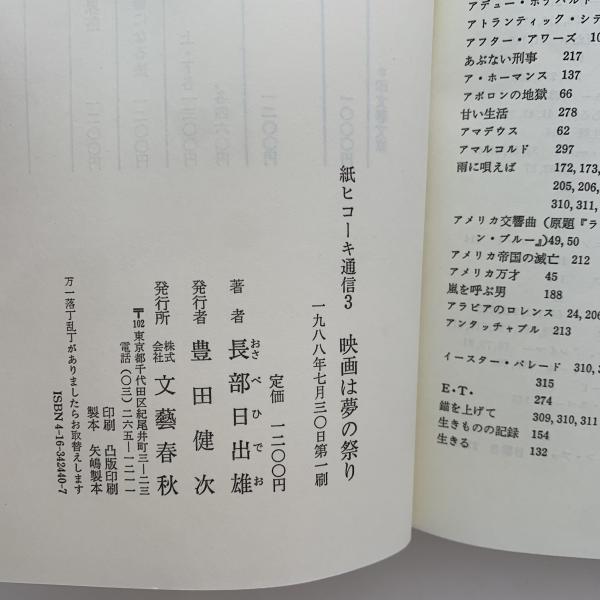 紙ヒコーキ通信3 映画は夢の祭り
一九八八年七月三〇日第一刷
定価 一二〇〇円
著者 長部日出雄
おさべひでお
発行者 豊田健次
発行所 株式会社 文藝春秋
〒102 東京都千代田区紀尾井町三―二三
電話(〇三)二六五―一二一
印刷 凸版印刷
製本 矢嶋製本
万一落丁乱丁がありましたらお取替えします
ISBN 4-16-342440-7
アトランティック・シテ
アフター・アワーズ 10
あぶない刑事 217
ア・ホーマンス 137
アポロンの地獄 66
甘い生活 278
アマデウス 62
アマルコルド 297
雨に唄えば 172, 173,
205, 206,
310, 311,
アメリカ交響曲(原題『ラ
ン・ブルー』)49, 50
アメリカ帝国の滅亡 212
アメリカ万才 45
嵐を呼ぶ男 188
アラビアのロレンス 24, 206
アンタッチャブル 213
イースター・パレード 310, 3
315
E・T・ 274
錨を上げて 309, 310, 311
生きものの記録 154
生きる 132